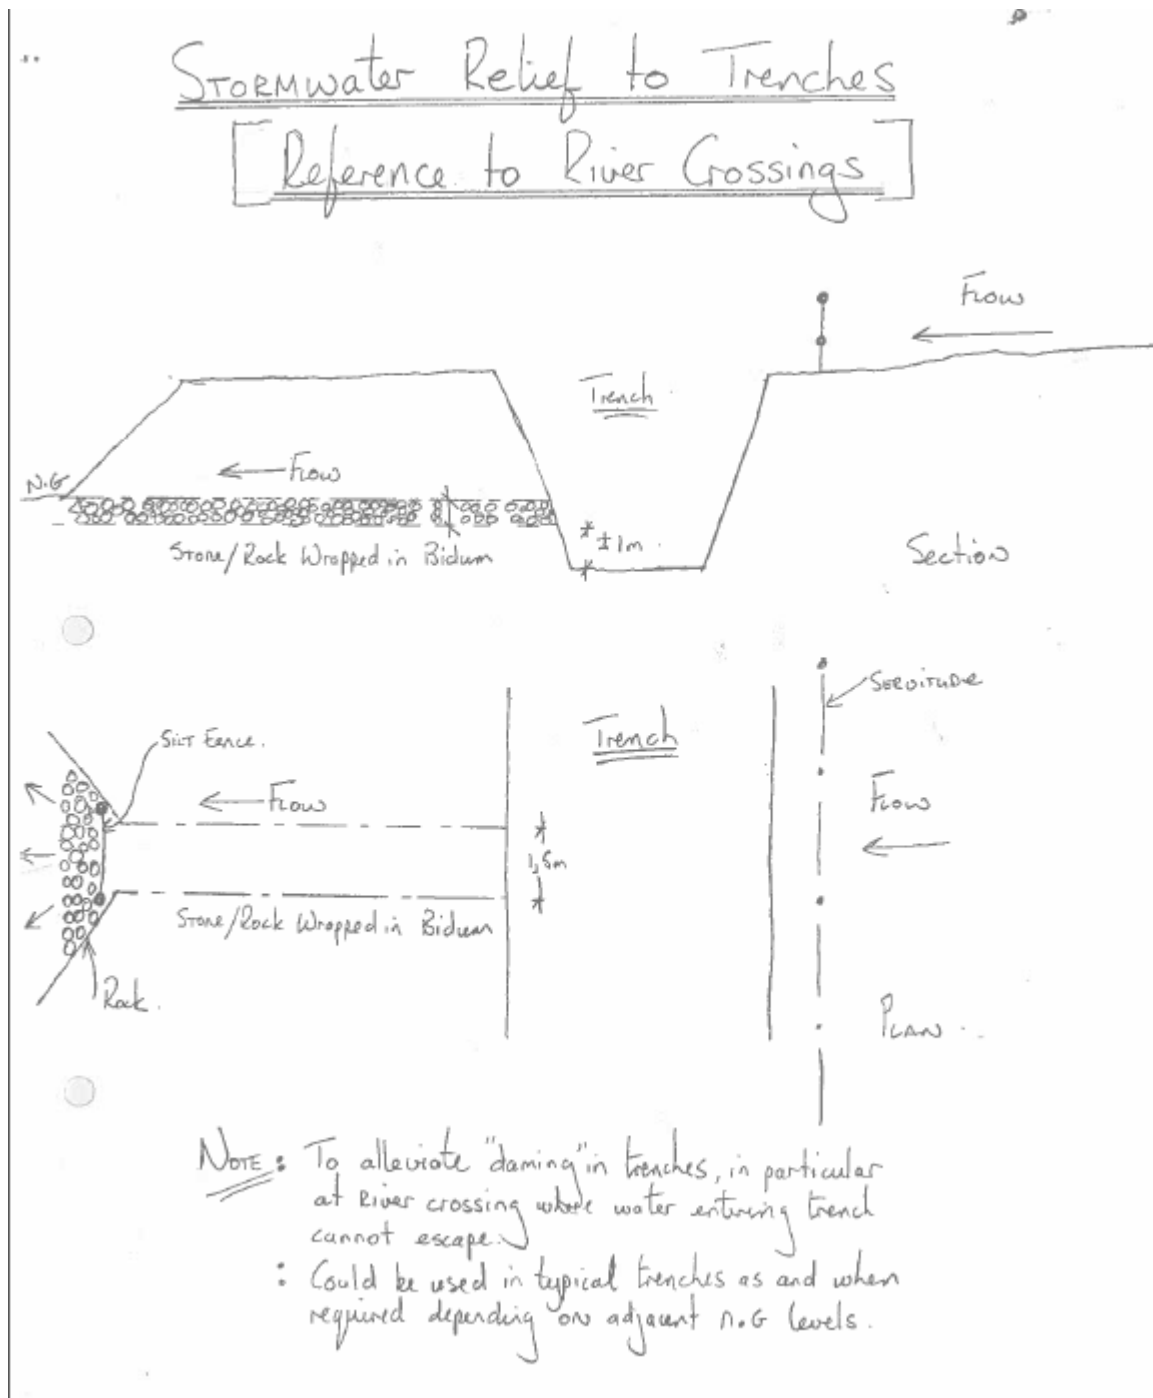 STORMWATER Relief to Trenches
[Reference to River Crossings]
FLOW
Trench
FLOW
N.G
* ± 1m
Stone/Rock Wrapped in Bidum
Section
SERVITUDE
SILT FENCE.
Trench
FLOW
FLOW
1,5m
Stone/Rock Wrapped in Bidum
Rock.
PLAN
NOTE: To alleviate "daming" in trenches, in particular
at River crossing where water entering trench
cannot escape.
: Could be used in typical trenches as and when
required depending on adjacent n.G levels.